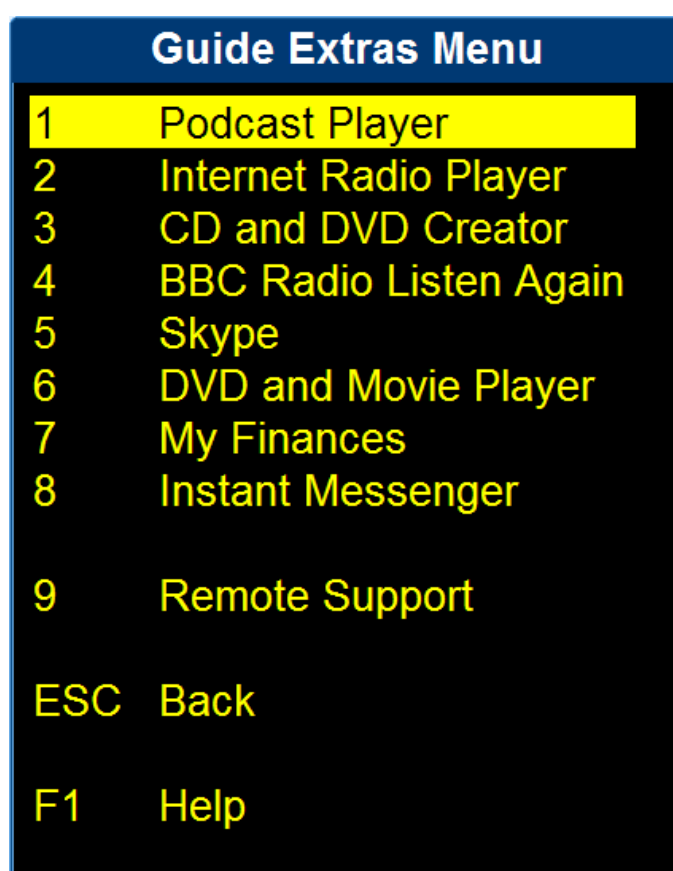 Guide Extras Menu
1 Podcast Player
2 Internet Radio Player
3 CD and DVD Creator
4 BBC Radio Listen Again
5 Skype
6 DVD and Movie Player
7 My Finances
8 Instant Messenger
9 Remote Support
ESC Back
F1 Help